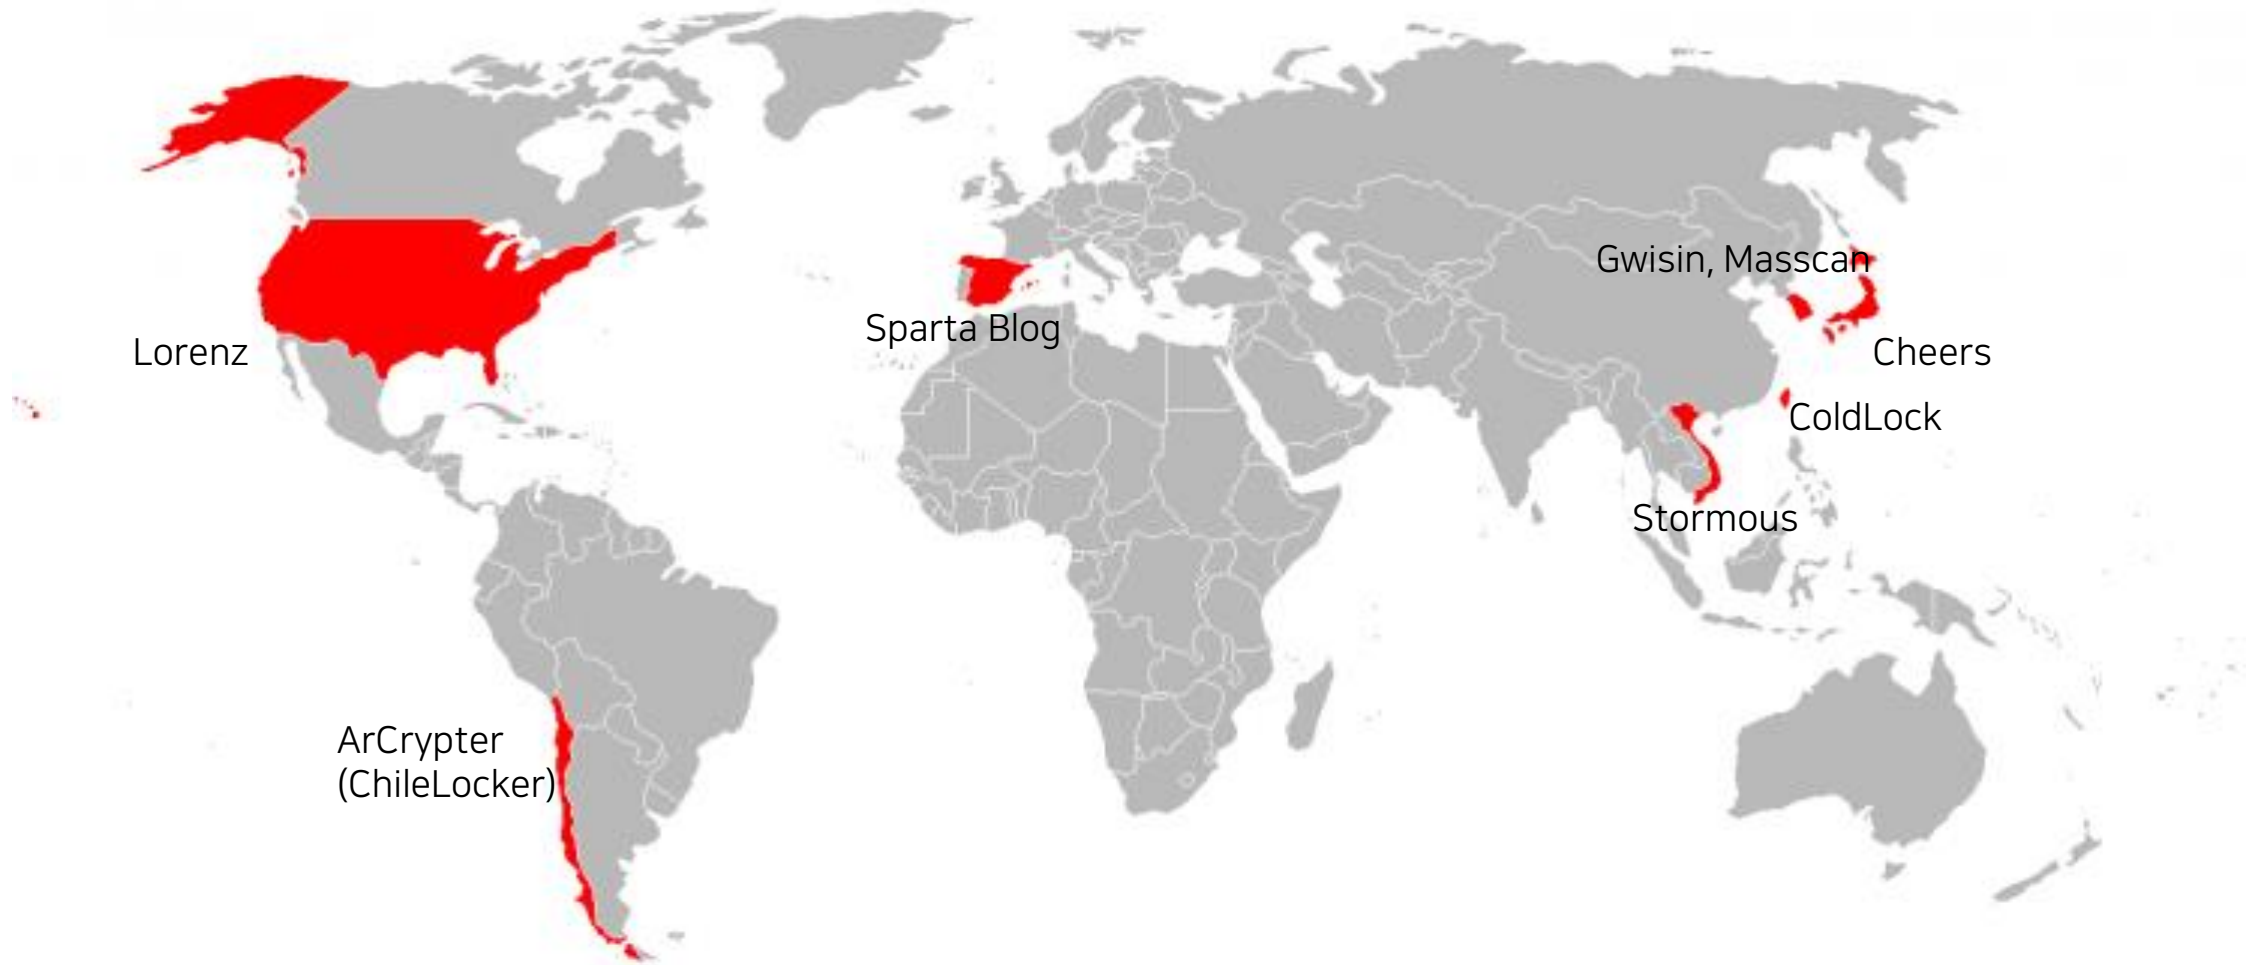 Gwisin, Masscan
Sparta Blog
Lorenz
Cheers
ColdLock
Stormous
ArCrypter
(ChileLocker)